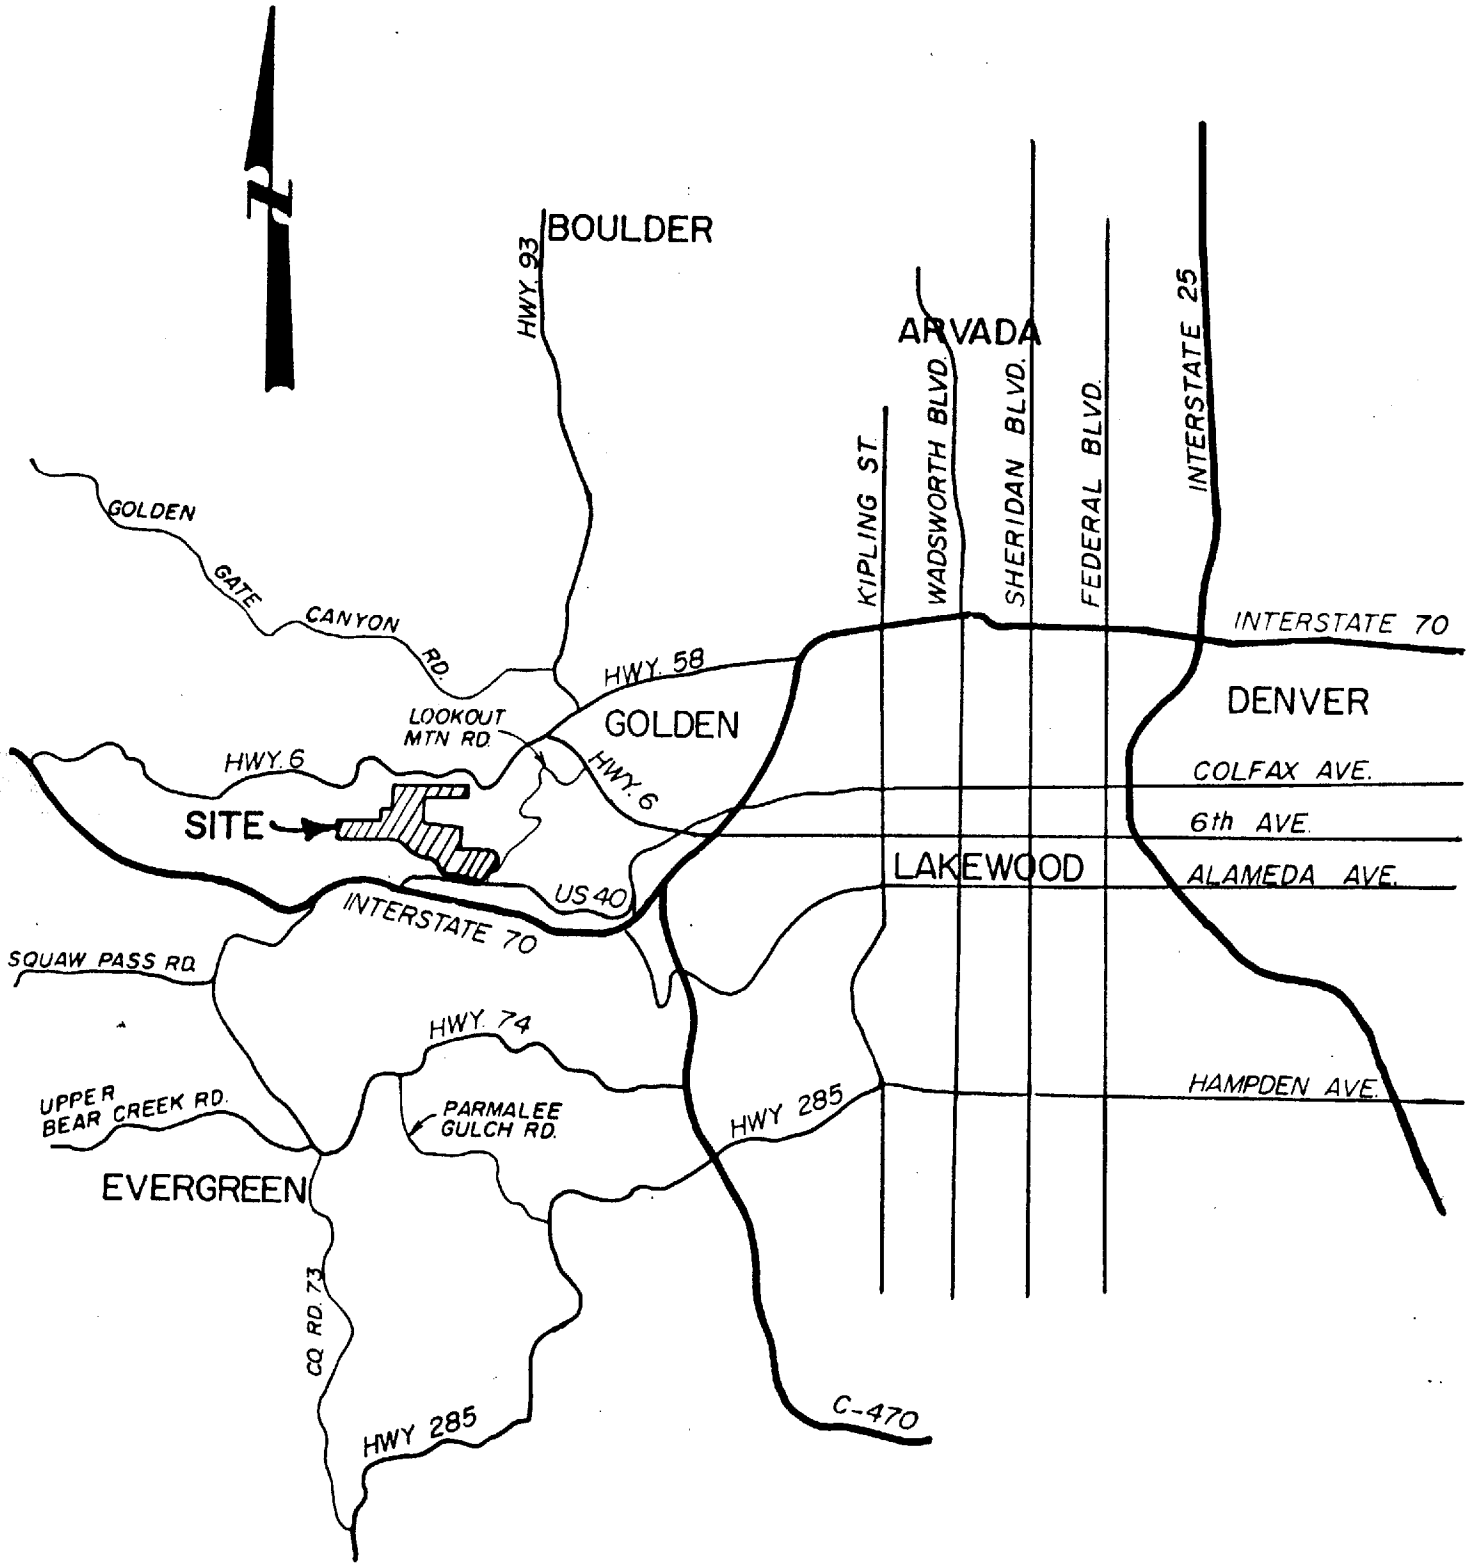 N
BOULDER
HWY. 93
ARVADA
INTERSTATE 25
WADSWORTH BLVD.
SHERIDAN BLVD.
FEDERAL BLVD.
KIPLING ST.
GOLDEN
GATE
CANYON
RD.
INTERSTATE 70
HWY. 58
DENVER
LOOKOUT
MTN RD.
GOLDEN
HWY. 6
HWY. 6
COLFAX AVE.
SITE
6th AVE.
LAKEWOOD
ALAMEDA AVE.
US 40
INTERSTATE 70
SQUAW PASS RD.
HWY. 74
UPPER
BEAR CREEK RD.
PARMALEE
GULCH RD.
HWY 285
HAMPDEN AVE.
EVERGREEN
CO. RD. 73
HWY 285
C-470